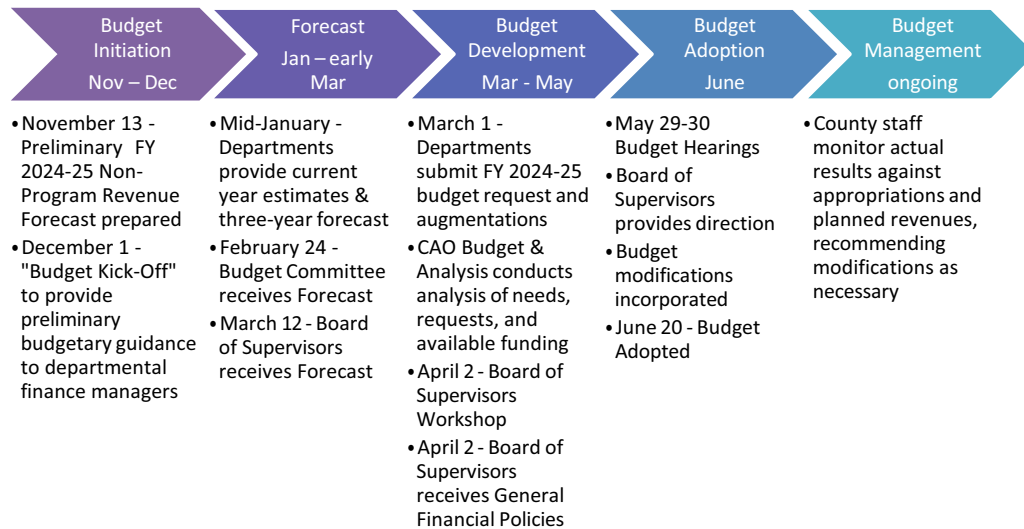 Budget
Initiation
Nov – Dec
Forecast
Jan – early
Mar
Budget
Development
Mar - May
Budget
Adoption
June
Budget
Management
ongoing
•November 13 -
Preliminary FY
2024-25 Non-
Program Revenue
Forecast prepared
•December 1 -
"Budget Kick-Off"
to provide
preliminary
budgetary guidance
to departmental
finance managers
•Mid-January -
Departments
provide current
year estimates &
three-year forecast
•February 24 -
Budget Committee
receives Forecast
•March 12 - Board
of Supervisors
receives Forecast
•March 1 -
Departments
submit FY 2024-25
budget request and
augmentations
•CAO Budget &
Analysis conducts
analysis of needs,
requests, and
available funding
•April 2 - Board of
Supervisors
Workshop
•April 2 - Board of
Supervisors
receives General
Financial Policies
•May 29-30
Budget Hearings
•Board of
Supervisors
provides direction
•Budget
modifications
incorporated
•June 20 - Budget
Adopted
•County staff
monitor actual
results against
appropriations and
planned revenues,
recommending
modifications as
necessary